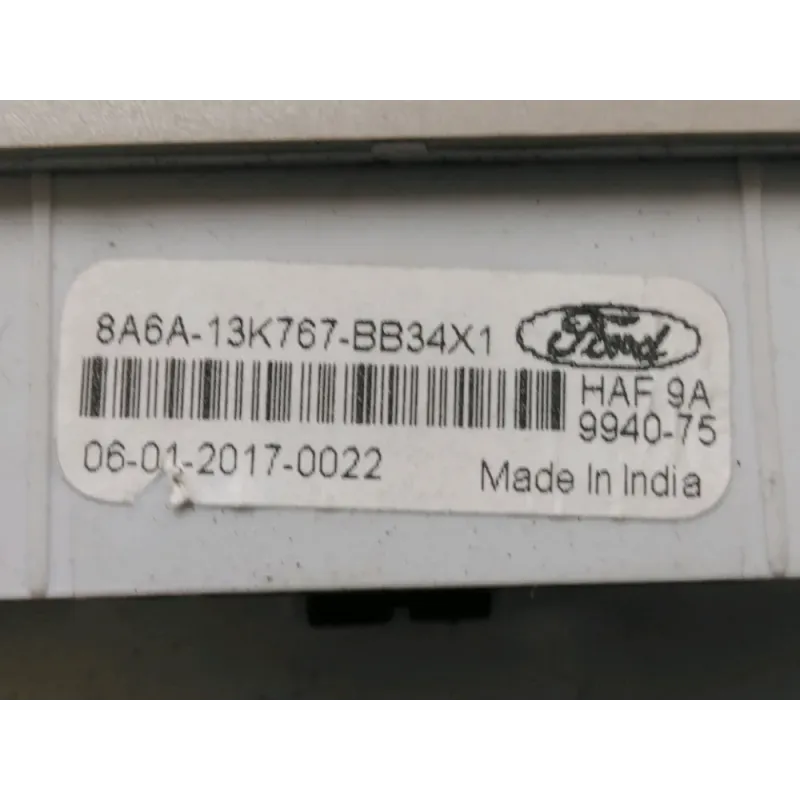 8A6A-13K767-BB34X1 Ford
HAF 9A
9940-75
06-01-2017-0022
Made In India